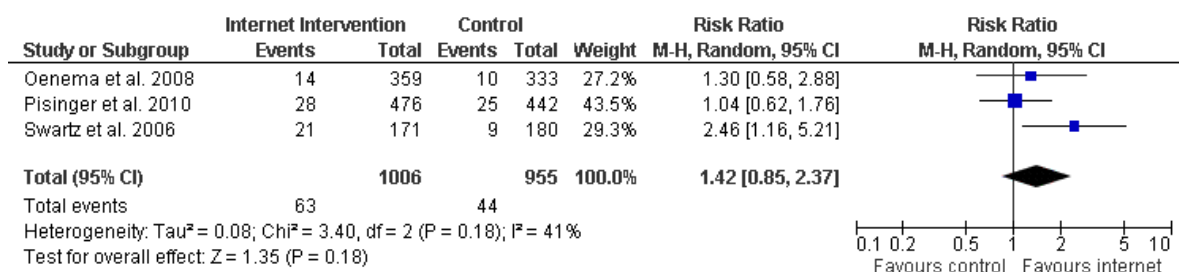 Internet Intervention Control Risk Ratio Risk Ratio
Study or Subgroup Events Total Events Total Weight M-H, Random, 95% CI M-H, Random, 95% CI
Oenema et al. 2008 14 359 10 333 27.2% 1.30 [0.58, 2.88]
Pisinger et al. 2010 28 476 25 442 43.5% 1.04 [0.62, 1.76]
Swartz et al. 2006 21 171 9 180 29.3% 2.46 [1.16, 5.21]
Total (95% CI) 1006 955 100.0% 1.42 [0.85, 2.37]
Total events 63 44
Heterogeneity: Tau² = 0.08; Chi² = 3.40, df = 2 (P = 0.18); I² = 41%
Test for overall effect: Z = 1.35 (P = 0.18)
0.1 0.2 0.5 1 2 5 10
Favours control Favours internet